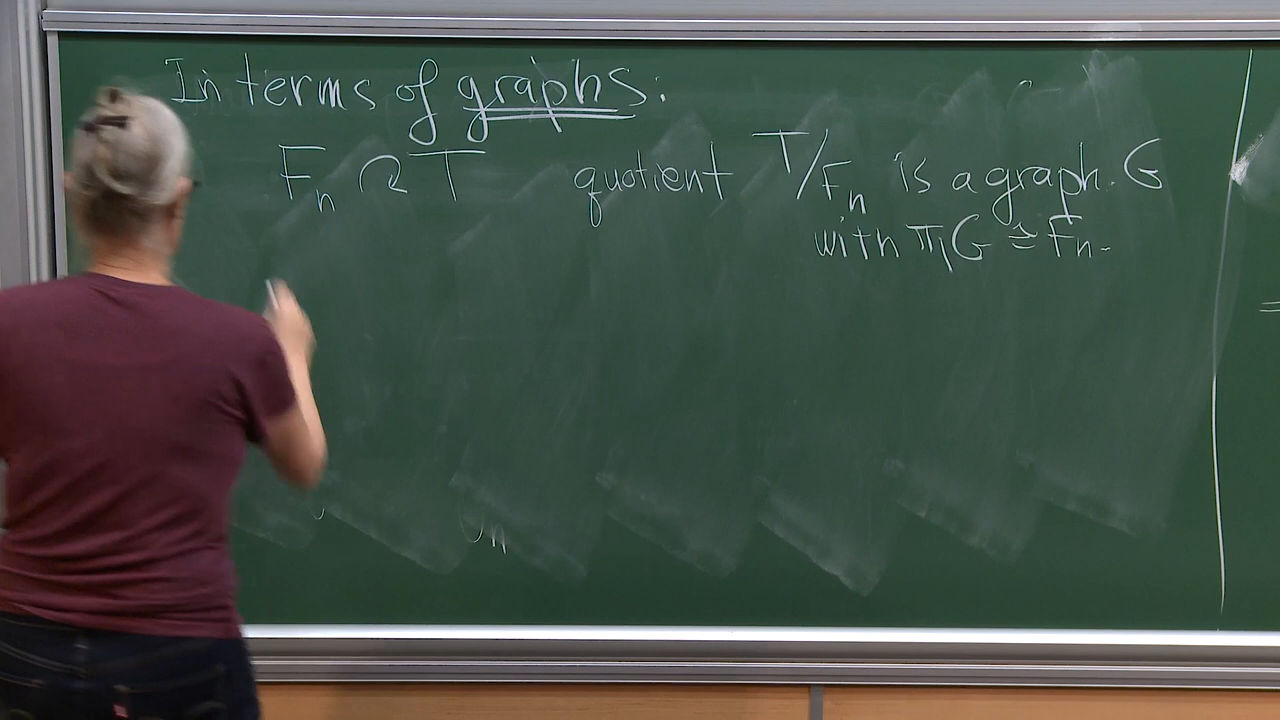 In terms of graphs:
Fₙ ↷ T quotient T/Fₙ is a graph G
with π₁G ≅ Fₙ.